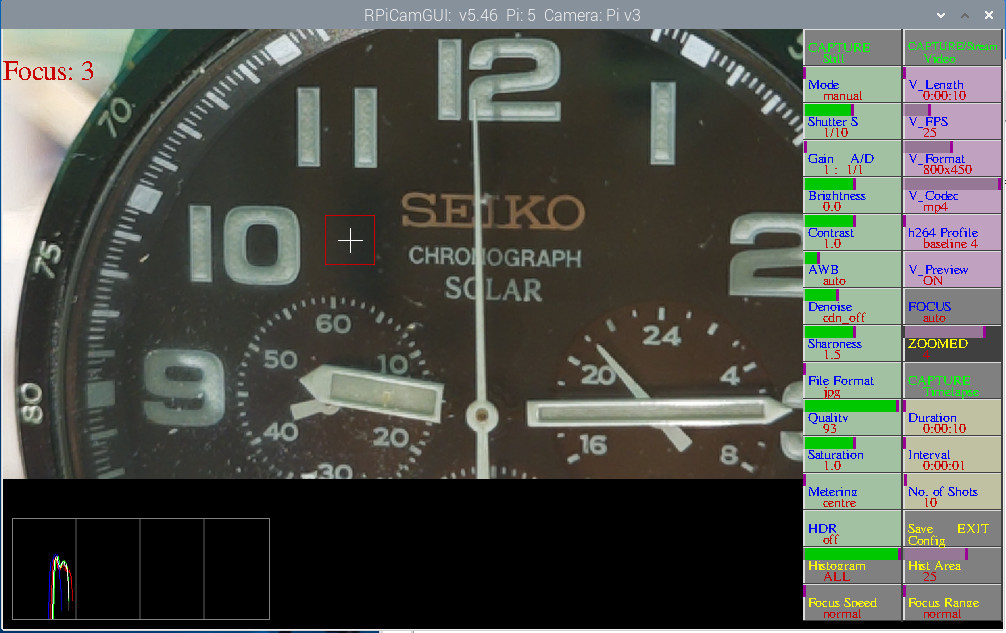 RPiCamGUI: v5.46 Pi: 5 Camera: Pi v3
Focus: 3
12
11
1
10
2
9
SEIKO
CHRONOGRAPH
SOLAR
70
75
80
60
50
10
40
20
30
24
20
4
16
8
CAPTURE
Still
CAPTURE/Stream
Video
Mode
manual
V_Length
0:00:10
Shutter S
1/10
V_FPS
25
Gain A/D
1 : 1/1
V_Format
800x450
Brightness
0.0
V_Codec
mp4
Contrast
1.0
h264 Profile
baseline 4
AWB
auto
V_Preview
ON
Denoise
cdn_off
FOCUS
auto
Sharpness
1.5
ZOOMED
File Format
jpg
CAPTURE
Timelapse
Quality
93
Duration
0:00:10
Saturation
1.0
Interval
0:00:01
Metering
centre
No. of Shots
10
HDR
off
Save EXIT
Config
Histogram
ALL
Hist Area
25
Focus Speed
normal
Focus Range
normal